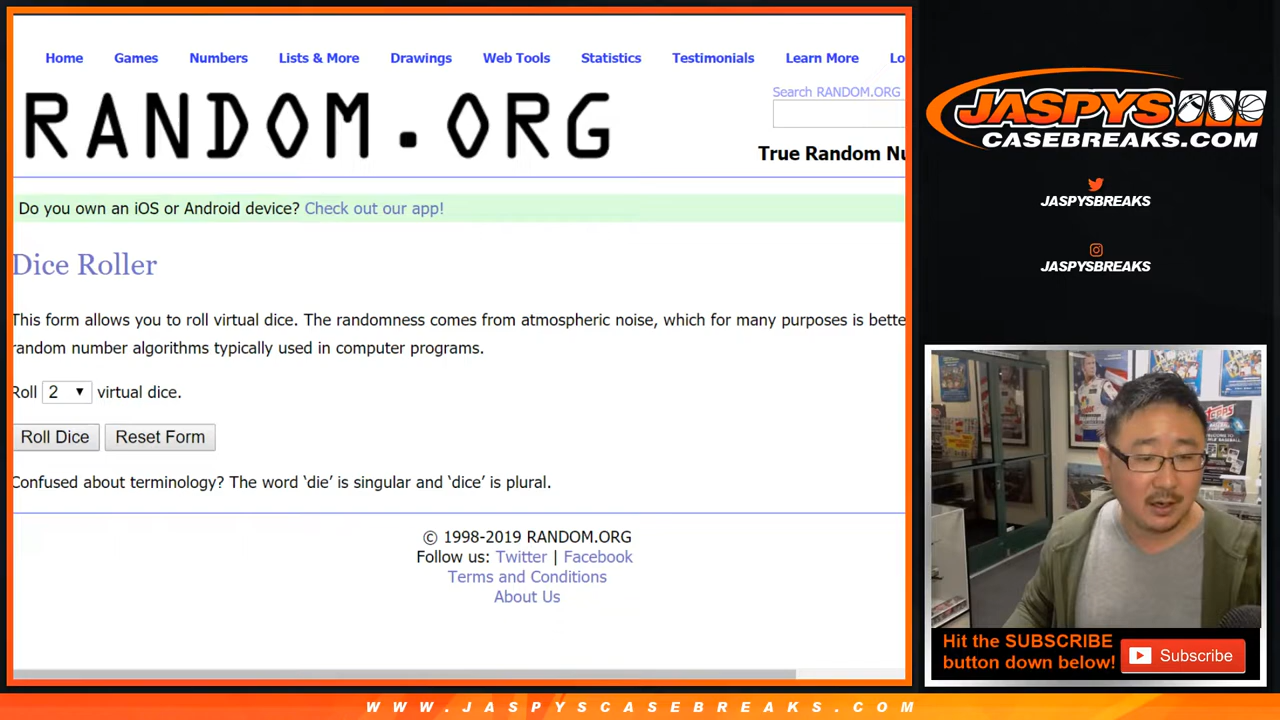 Home Games Numbers Lists & More Drawings Web Tools Statistics Testimonials Learn More Lo
RANDOM.ORG
Search RANDOM.ORG
True Random Nu
Do you own an iOS or Android device? Check out our app!
Dice Roller
This form allows you to roll virtual dice. The randomness comes from atmospheric noise, which for many purposes is bette
random number algorithms typically used in computer programs.
Roll 2 virtual dice.
Roll Dice Reset Form
Confused about terminology? The word ‘die’ is singular and ‘dice’ is plural.
© 1998-2019 RANDOM.ORG
Follow us: Twitter | Facebook
Terms and Conditions
About Us
JASPYS
CASEBREAKS.COM
JASPYSBREAKS
JASPYSBREAKS
TOPPS
Hit the SUBSCRIBE
button down below!
Subscribe
WWW.JASPYSCASEBREAKS.COM